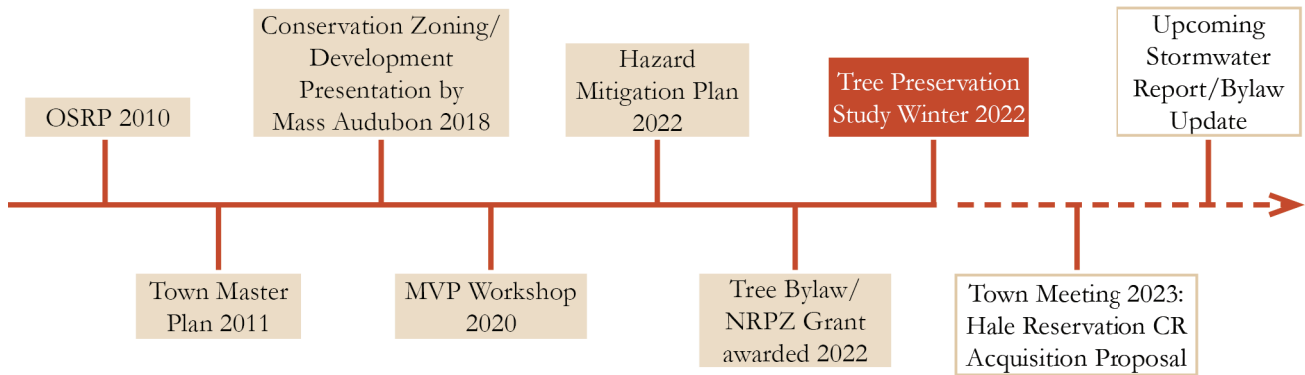 OSRP 2010
Town Master
Plan 2011
Conservation Zoning/
Development
Presentation by
Mass Audubon 2018
MVP Workshop
2020
Hazard
Mitigation Plan
2022
Tree Bylaw/
NRPZ Grant
awarded 2022
Tree Preservation
Study Winter 2022
Town Meeting 2023:
Hale Reservation CR
Acquisition Proposal
Upcoming
Stormwater
Report/Bylaw
Update